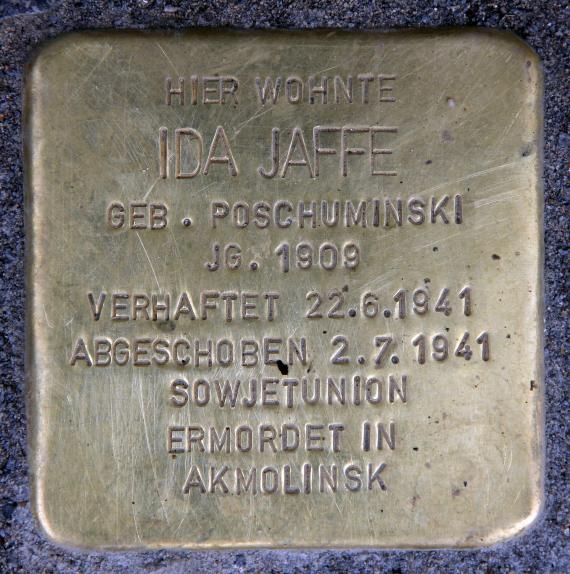 HIER WOHNTE
IDA JAFFE
GEB. POSCHUMINSKI
JG. 1909
VERHAFTET 22.6.1941
ABGESCHOBEN 2.7.1941
SOWJETUNION
ERMORDET IN
AKMOLINSK